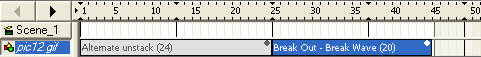 1 5 10 15 20 25 30 35 40 45 50
Scene_1
pic12.gif Alternate unstack (24) Break Out - Break Wave (20)